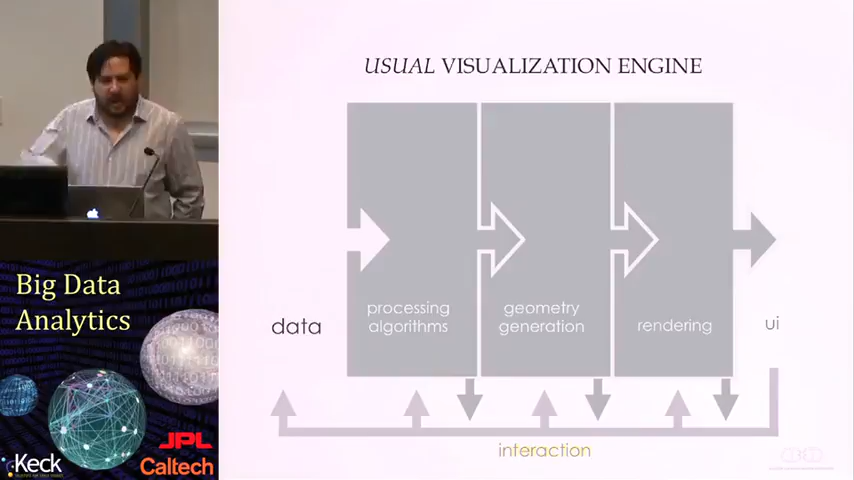 USUAL VISUALIZATION ENGINE
data
processing
algorithms
geometry
generation
rendering
ui
interaction
Big Data
Analytics
JPL
Keck
Caltech